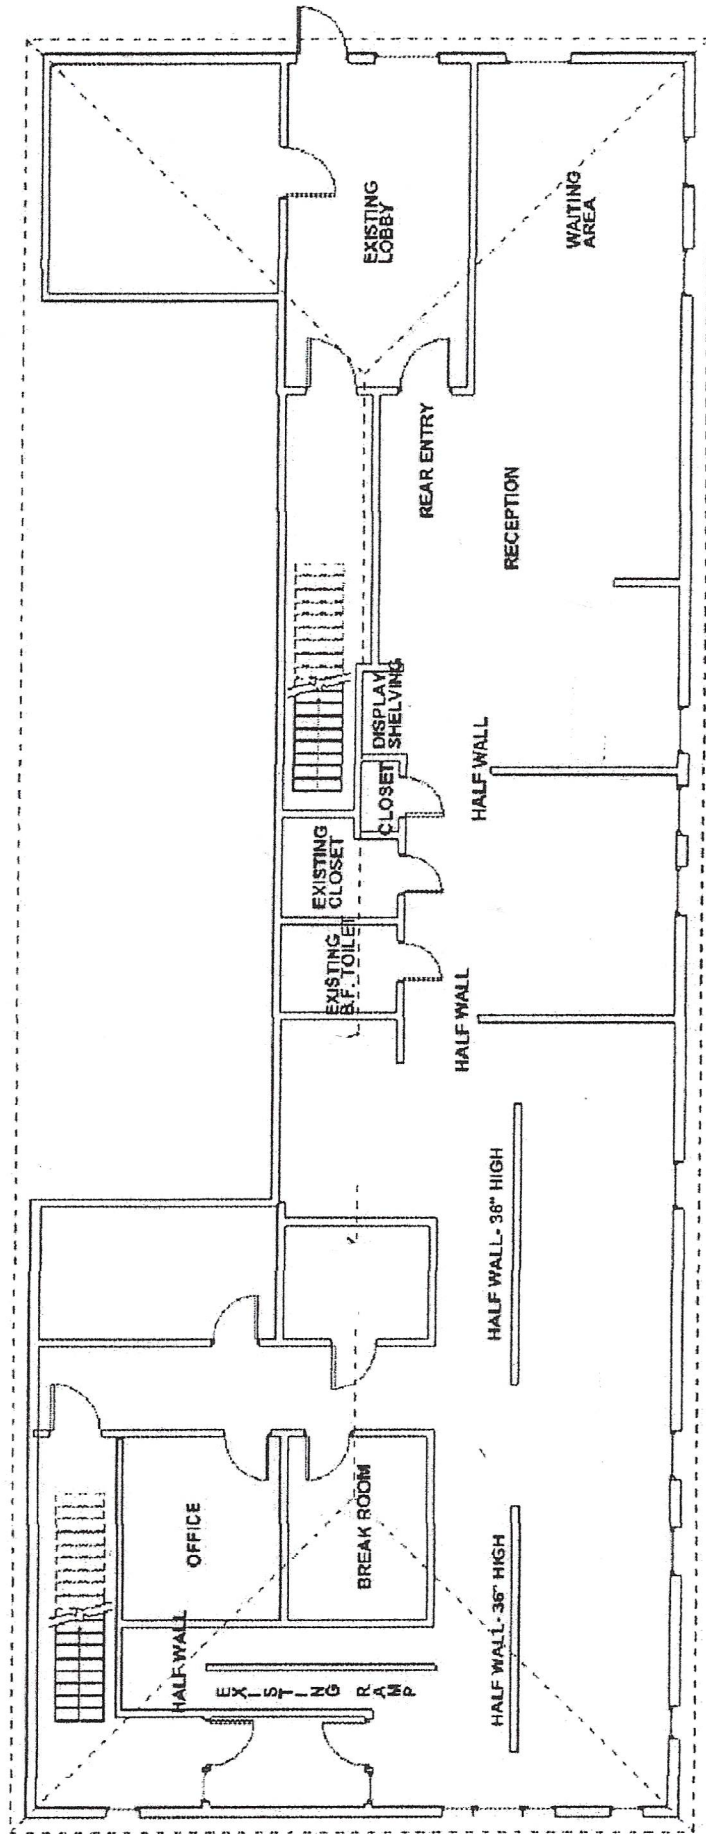 EXISTING
LOBBY
WAITING
AREA
REAR ENTRY
RECEPTION
DISPLAY
SHELVING
CLOSET
HALF WALL
EXISTING
CLOSET
EXISTING
B.F. TOILET
HALF WALL
HALF WALL- 36" HIGH
OFFICE
BREAK ROOM
HALF WALL
EXISTING RAMP
HALF WALL- 36" HIGH